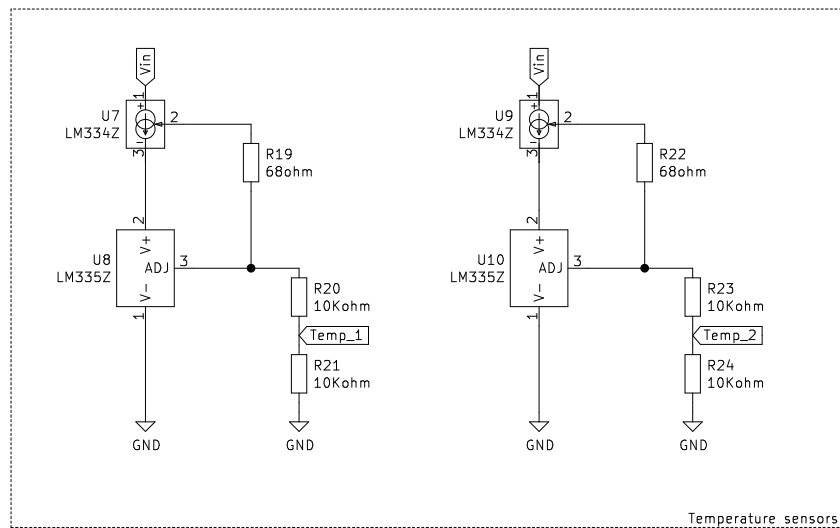 Vin
1
+
U7
LM334Z
2
-
3
R19
68ohm
2
V+
U8
LM335Z
ADJ
3
V-
1
R20
10Kohm
Temp_1
R21
10Kohm
GND
GND
Vin
1
+
U9
LM334Z
2
-
3
R22
68ohm
2
V+
U10
LM335Z
ADJ
3
V-
1
R23
10Kohm
Temp_2
R24
10Kohm
GND
GND
Temperature sensors